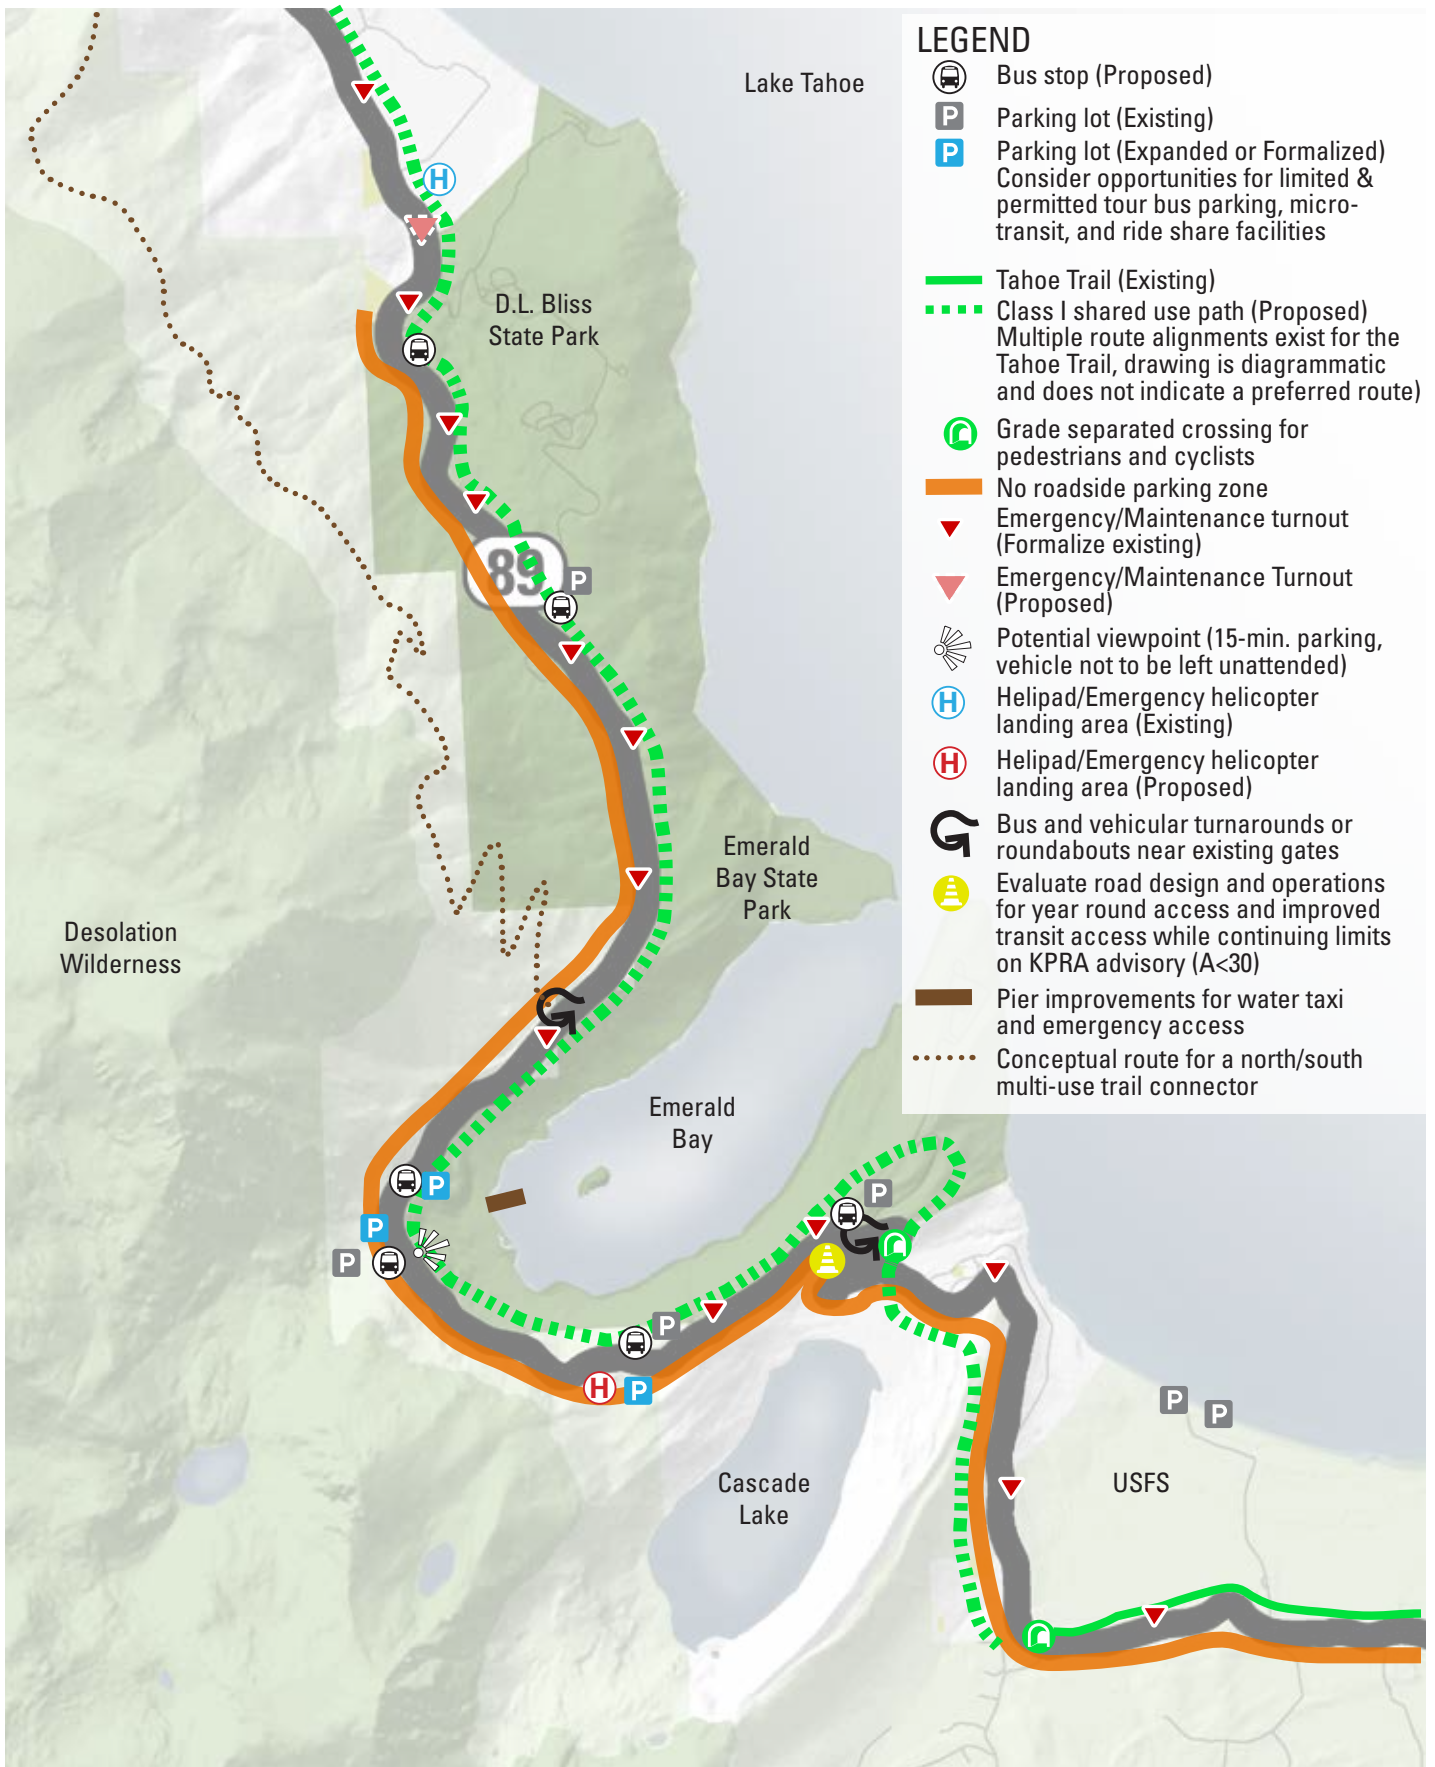 Lake Tahoe
H
D.L. Bliss
State Park
89
P
Emerald
Bay State
Park
Desolation
Wilderness
Emerald
Bay
P
P
P
P
P
H
P
Cascade
Lake
P
P
USFS
LEGEND
Bus stop (Proposed)
P
Parking lot (Existing)
P
Parking lot (Expanded or Formalized)
Consider opportunities for limited &
permitted tour bus parking, micro-
transit, and ride share facilities
Tahoe Trail (Existing)
Class I shared use path (Proposed)
Multiple route alignments exist for the
Tahoe Trail, drawing is diagrammatic
and does not indicate a preferred route)
Grade separated crossing for
pedestrians and cyclists
No roadside parking zone
Emergency/Maintenance turnout
(Formalize existing)
Emergency/Maintenance Turnout
(Proposed)
Potential viewpoint (15-min. parking,
vehicle not to be left unattended)
H
Helipad/Emergency helicopter
landing area (Existing)
H
Helipad/Emergency helicopter
landing area (Proposed)
Bus and vehicular turnarounds or
roundabouts near existing gates
Evaluate road design and operations
for year round access and improved
transit access while continuing limits
on KPRA advisory (A<30)
Pier improvements for water taxi
and emergency access
Conceptual route for a north/south
multi-use trail connector